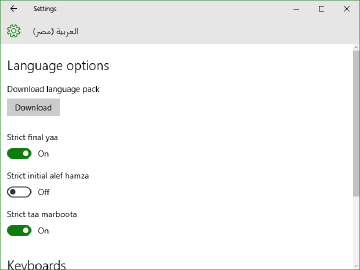 Settings
العربية (مصر)
Language options
Download language pack
Download
Strict final yaa
On
Strict initial alef hamza
Off
Strict taa marboota
On
Keyboards